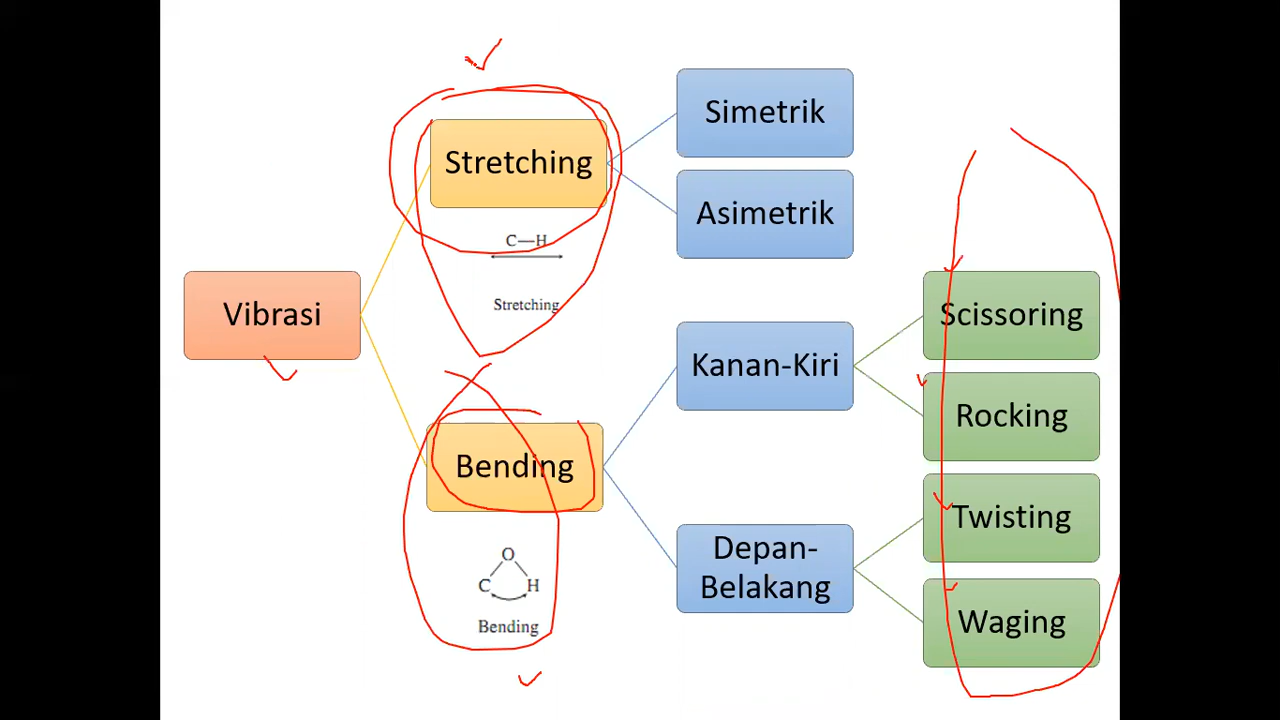 Vibrasi
Stretching
C—H
Stretching
Simetrik
Asimetrik
Bending
O
C H
Bending
Kanan-Kiri
Depan-
Belakang
Scissoring
Rocking
Twisting
Waging